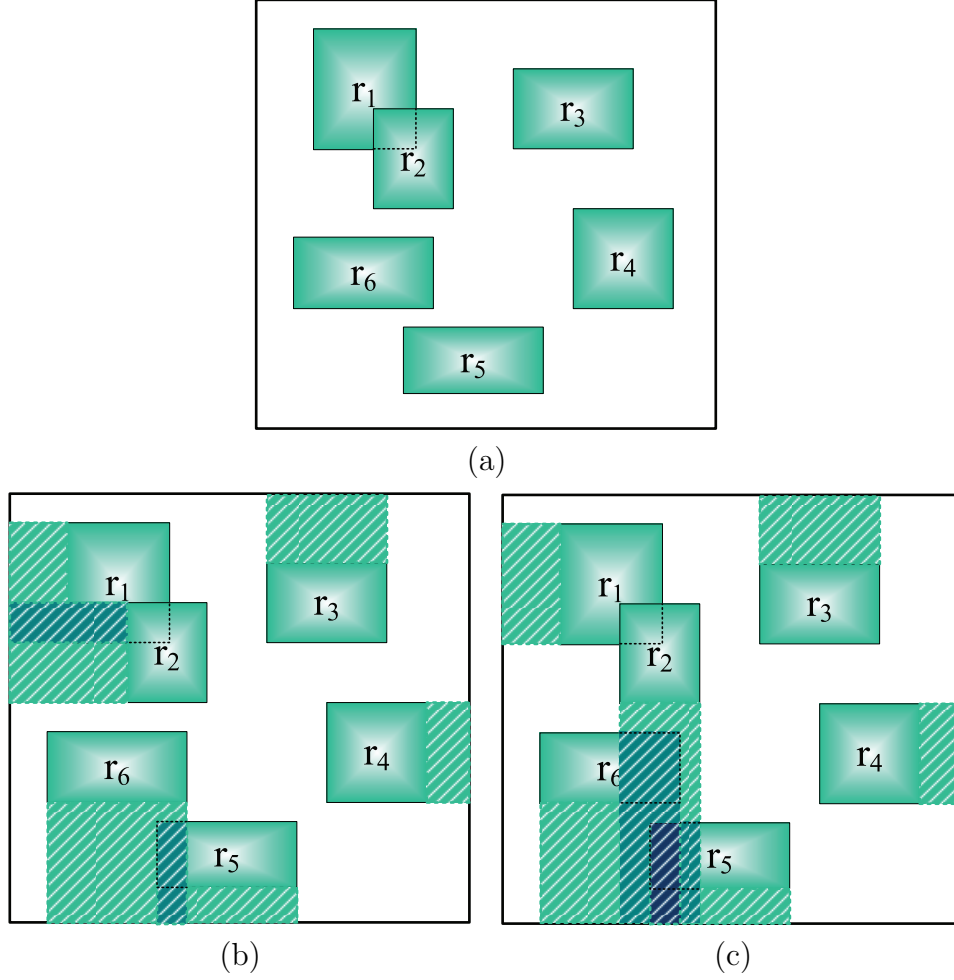 r₁
r₃
r₂
r₄
r₆
r₅
(a)
r₁
r₃
r₂
r₆
r₄
r₅
(b)
r₁
r₃
r₂
r₆
r₄
r₅
(c)